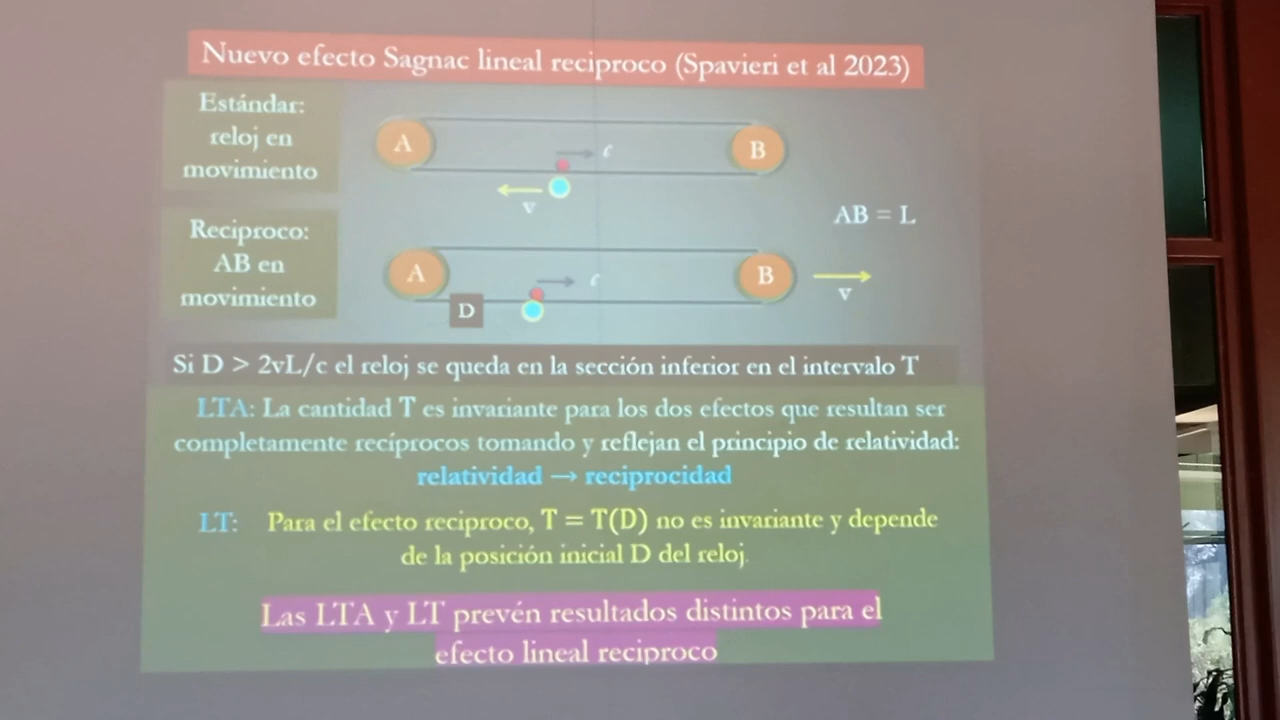 Nuevo efecto Sagnac lineal reciproco (Spavieri et al 2023)
Estándar:
reloj en
movimiento
A
c
B
v
AB = L
Reciproco:
AB en
movimiento
A
c
B
v
D
Si D > 2vL/c el reloj se queda en la sección inferior en el intervalo T
LTA: La cantidad T es invariante para los dos efectos que resultan ser
completamente recíprocos tomando y reflejan el principio de relatividad:
relatividad → reciprocidad
LT: Para el efecto reciproco, T = T(D) no es invariante y depende
de la posición inicial D del reloj.
Las LTA y LT prevén resultados distintos para el
efecto lineal reciproco